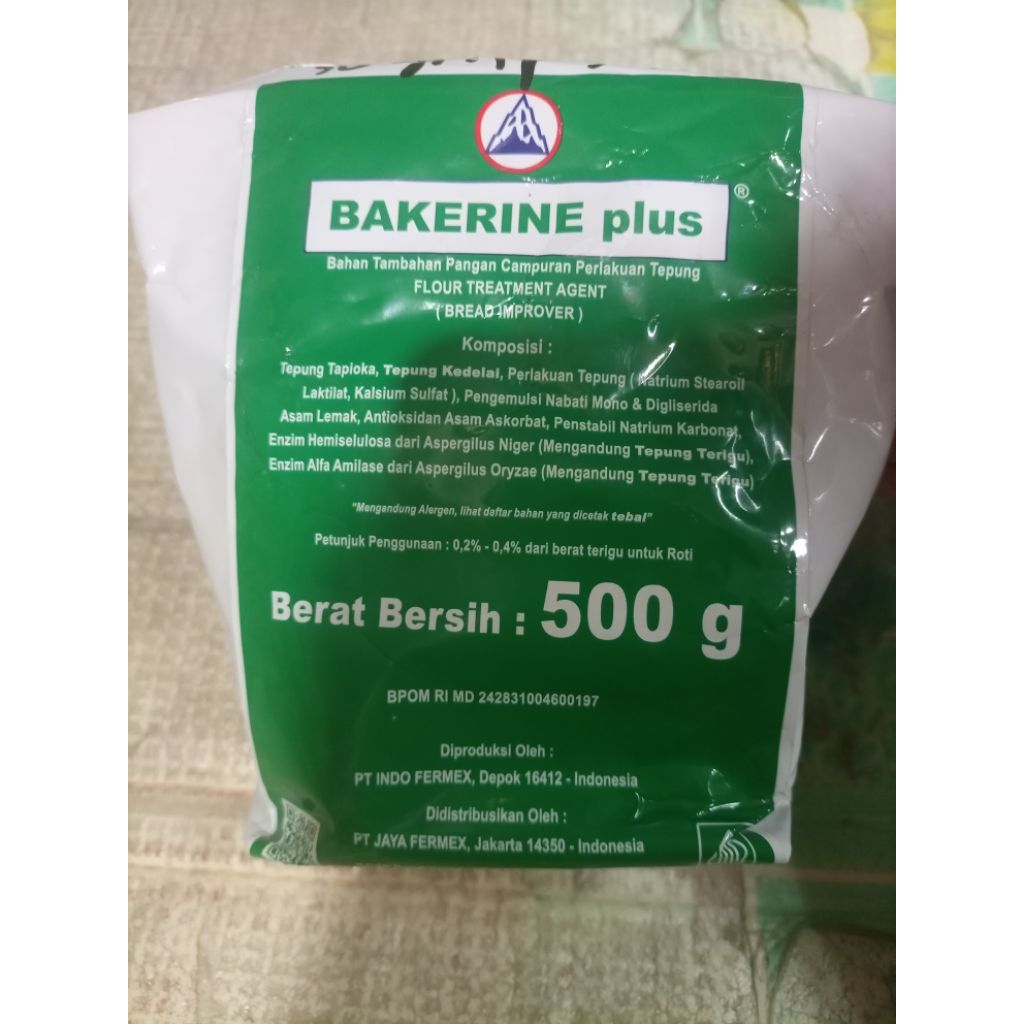 BAKERINE plus ®
Bahan Tambahan Pangan Campuran Perlakuan Tepung
FLOUR TREATMENT AGENT
( BREAD IMPROVER )
Komposisi :
Tepung Tapioka, Tepung Kedelai, Perlakuan Tepung ( Natrium Stearoil
Laktilat, Kalsium Sulfat ), Pengemulsi Nabati Mono & Digliserida
Asam Lemak, Antioksidan Asam Askorbat, Penstabil Natrium Karbonat,
Enzim Hemiselulosa dari Aspergilus Niger (Mengandung Tepung Terigu),
Enzim Alfa Amilase dari Aspergilus Oryzae (Mengandung Tepung Terigu)
"Mengandung Alergen, lihat daftar bahan yang dicetak tebal"
Petunjuk Penggunaan : 0,2% - 0,4% dari berat terigu untuk Roti
Berat Bersih : 500 g
BPOM RI MD 242831004600197
Diproduksi Oleh :
PT INDO FERMEX, Depok 16412 - Indonesia
Didistribusikan Oleh :
PT JAYA FERMEX, Jakarta 14350 - Indonesia